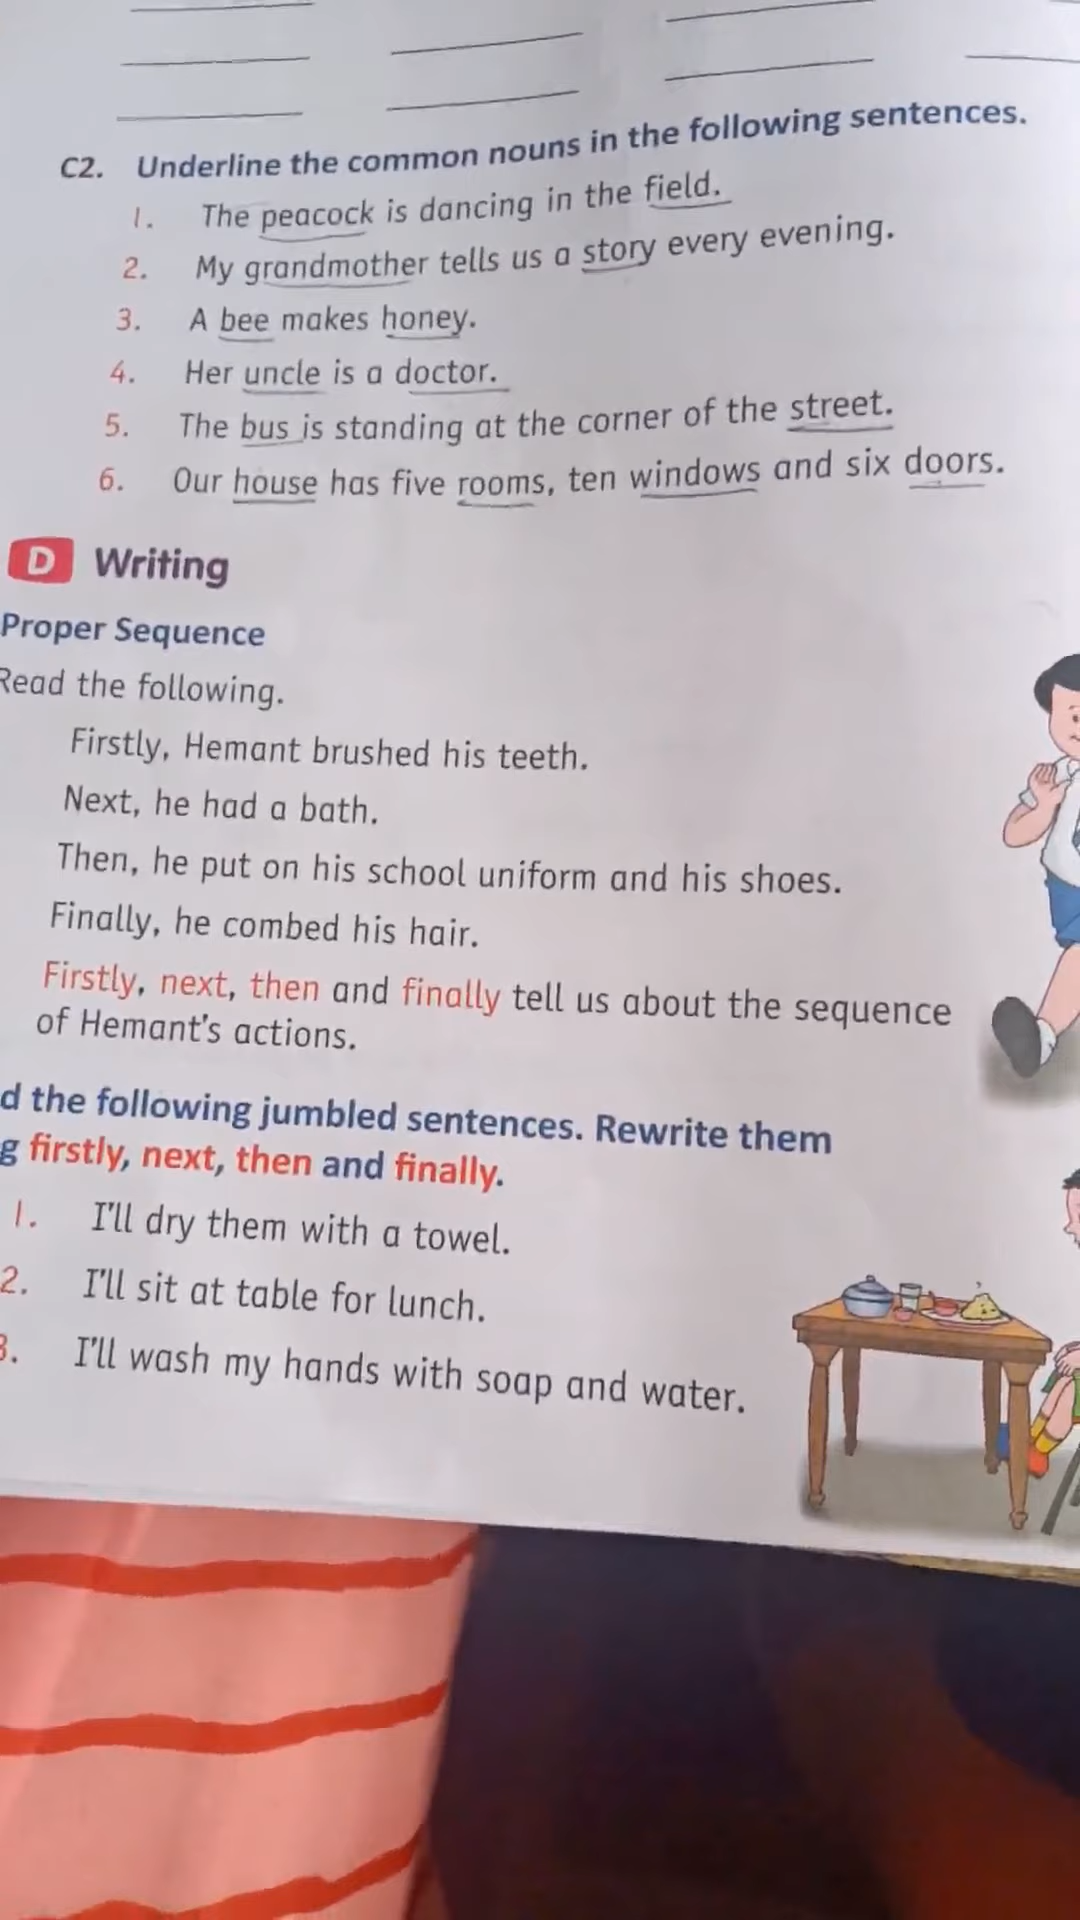 C2. Underline the common nouns in the following sentences.
1. The peacock is dancing in the field.
2. My grandmother tells us a story every evening.
3. A bee makes honey.
4. Her uncle is a doctor.
5. The bus is standing at the corner of the street.
6. Our house has five rooms, ten windows and six doors.
D Writing
Proper Sequence
Read the following.
Firstly, Hemant brushed his teeth.
Next, he had a bath.
Then, he put on his school uniform and his shoes.
Finally, he combed his hair.
Firstly, next, then and finally tell us about the sequence
of Hemant's actions.
the following jumbled sentences. Rewrite them
firstly, next, then and finally.
1. I'll dry them with a towel.
2. I'll sit at table for lunch.
3. I'll wash my hands with soap and water.